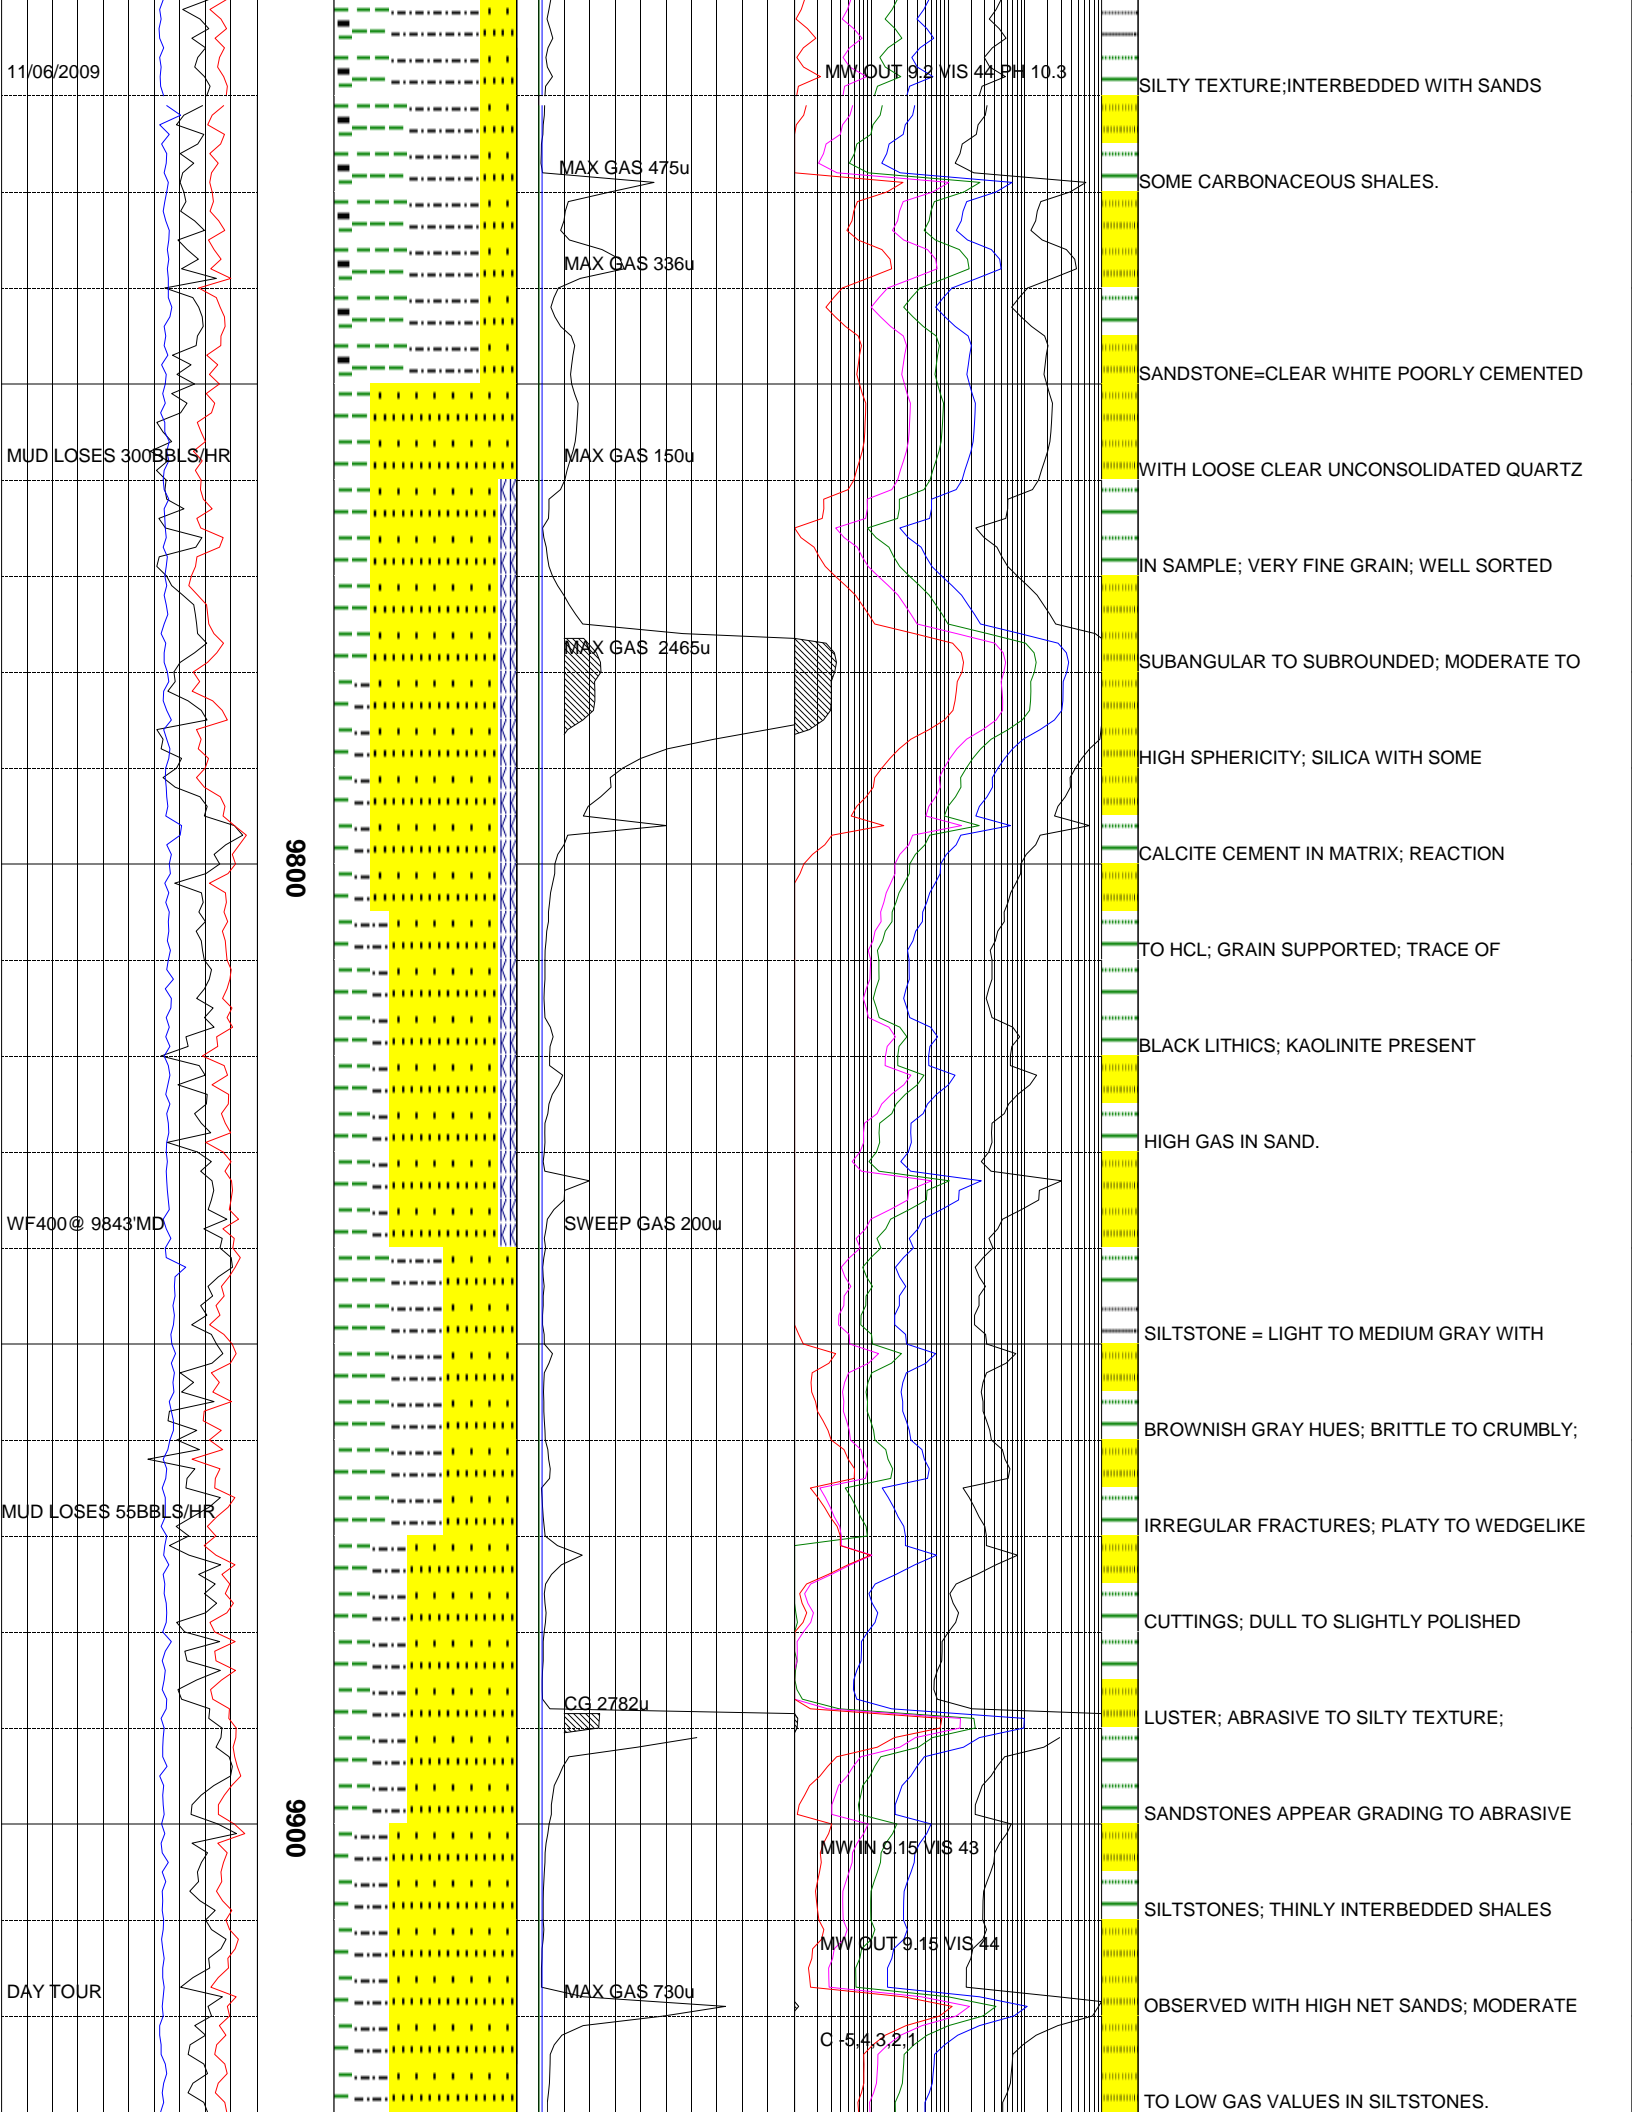 11/06/2009
MW OUT 9.2 VIS 44 PH 10.3
SILTY TEXTURE;INTERBEDDED WITH SANDS
MAX GAS 475u
SOME CARBONACEOUS SHALES.
MAX GAS 336u
SANDSTONE=CLEAR WHITE POORLY CEMENTED
MUD LOSES 300BBLS/HR
MAX GAS 150u
WITH LOOSE CLEAR UNCONSOLIDATED QUARTZ
IN SAMPLE; VERY FINE GRAIN; WELL SORTED
MAX GAS 2465u
SUBANGULAR TO SUBROUNDED; MODERATE TO
HIGH SPHERICITY; SILICA WITH SOME
9800
CALCITE CEMENT IN MATRIX; REACTION
TO HCL; GRAIN SUPPORTED; TRACE OF
BLACK LITHICS; KAOLINITE PRESENT
HIGH GAS IN SAND.
WF400@ 9843'MD
SWEEP GAS 200u
SILTSTONE = LIGHT TO MEDIUM GRAY WITH
BROWNISH GRAY HUES; BRITTLE TO CRUMBLY;
MUD LOSES 55BBLS/HR
IRREGULAR FRACTURES; PLATY TO WEDGELIKE
CUTTINGS; DULL TO SLIGHTLY POLISHED
CG 2782u
LUSTER; ABRASIVE TO SILTY TEXTURE;
9900
SANDSTONES APPEAR GRADING TO ABRASIVE
MW IN 9.15 VIS 43
SILTSTONES; THINLY INTERBEDDED SHALES
MW OUT 9.15 VIS 44
DAY TOUR
MAX GAS 730u
OBSERVED WITH HIGH NET SANDS; MODERATE
C -5,4,3,2,1
TO LOW GAS VALUES IN SILTSTONES.